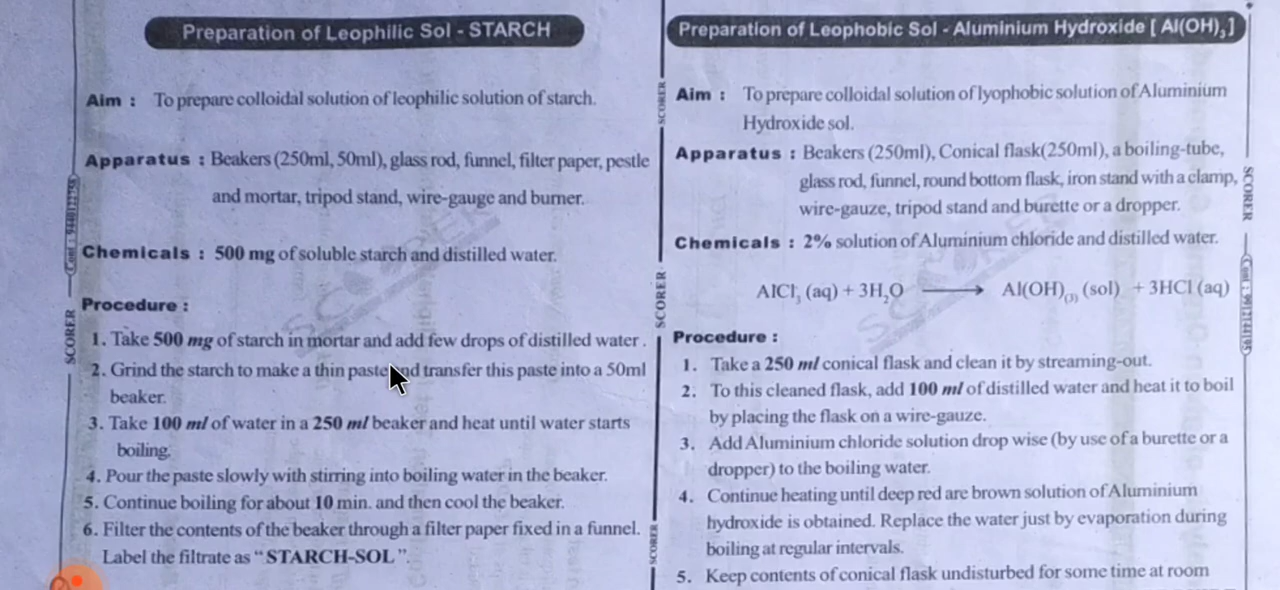 Preparation of Leophilic Sol - STARCH
Aim : To prepare colloidal solution of leophilic solution of starch.
Apparatus : Beakers (250ml, 50ml), glass rod, funnel, filter paper, pestle
and mortar, tripod stand, wire-gauge and burner.
Chemicals : 500 mg of soluble starch and distilled water.
Procedure :
1. Take 500 mg of starch in mortar and add few drops of distilled water .
2. Grind the starch to make a thin paste and transfer this paste into a 50ml
beaker.
3. Take 100 ml of water in a 250 ml beaker and heat until water starts
boiling.
4. Pour the paste slowly with stirring into boiling water in the beaker.
5. Continue boiling for about 10 min. and then cool the beaker.
6. Filter the contents of the beaker through a filter paper fixed in a funnel.
Label the filtrate as “ STARCH-SOL ”.
SCORER
SCORER
SCORER
SCORER
SCORER
Preparation of Leophobic Sol - Aluminium Hydroxide [ Al(OH)₃]
Aim : To prepare colloidal solution of lyophobic solution of Aluminium
Hydroxide sol.
Apparatus : Beakers (250ml), Conical flask(250ml), a boiling-tube,
glass rod, funnel, round bottom flask, iron stand with a clamp,
wire-gauze, tripod stand and burette or a dropper.
Chemicals : 2% solution of Aluminium chloride and distilled water.
AlCl₃ (aq) + 3H₂O ⟶ Al(OH)₍₃₎ (sol) + 3HCl (aq)
Procedure :
1. Take a 250 ml conical flask and clean it by streaming-out.
2. To this cleaned flask, add 100 ml of distilled water and heat it to boil
by placing the flask on a wire-gauze.
3. Add Aluminium chloride solution drop wise (by use of a burette or a
dropper) to the boiling water.
4. Continue heating until deep red are brown solution of Aluminium
hydroxide is obtained. Replace the water just by evaporation during
boiling at regular intervals.
5. Keep contents of conical flask undisturbed for some time at room
SCORER